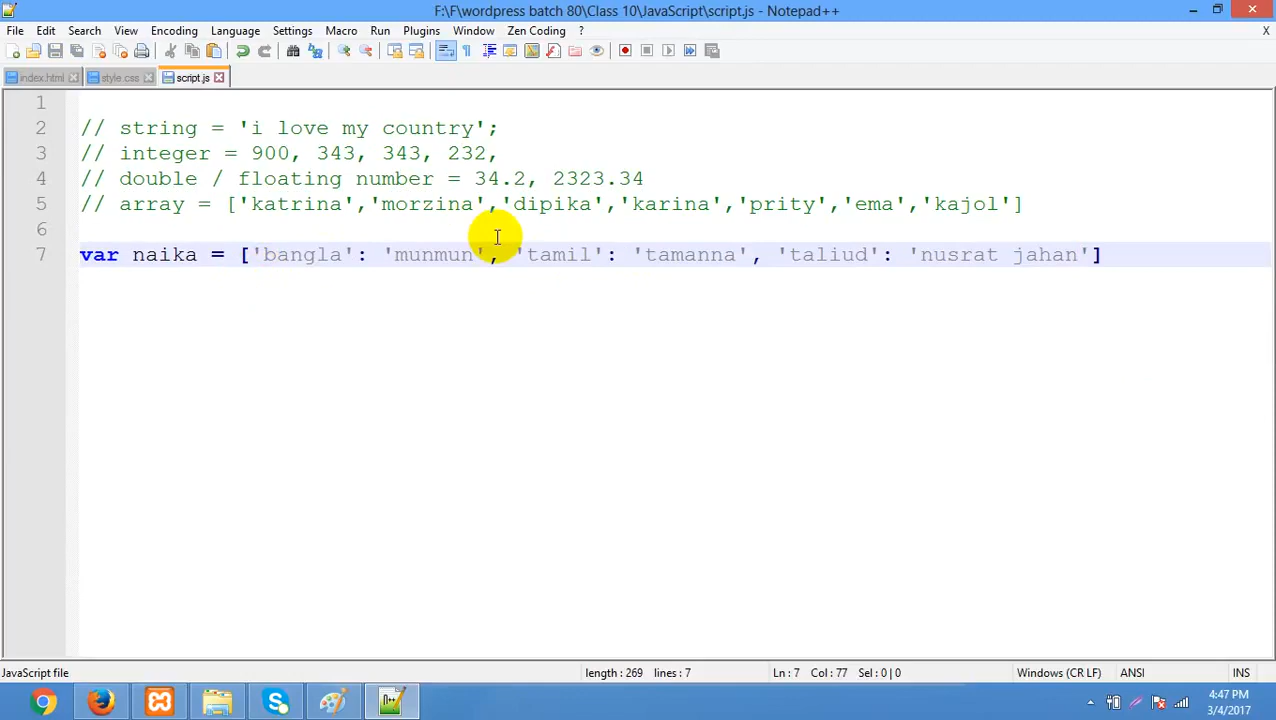 F:\F\wordpress batch 80\Class 10\JavaScript\script.js - Notepad++
File Edit Search View Encoding Language Settings Macro Run Plugins Window Zen Coding ? X
index.html style.css script.js
1
2 // string = 'i love my country';
3 // integer = 900, 343, 343, 232,
4 // double / floating number = 34.2, 2323.34
5 // array = ['katrina','morzina','dipika','karina','prity','ema','kajol']
6
7 var naika = ['bangla': 'munmun', 'tamil': 'tamanna', 'taliud': 'nusrat jahan']
JavaScript file length : 269 lines : 7 Ln : 7 Col : 77 Sel : 0 | 0 Windows (CR LF) ANSI INS
4:47 PM
3/4/2017